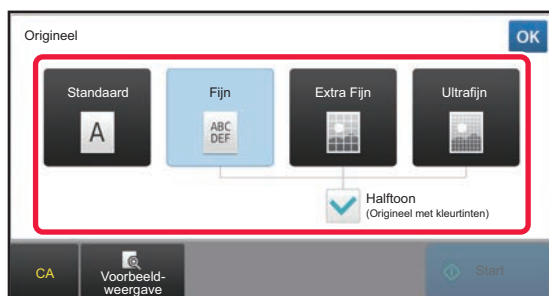 Origineel
OK
Standaard
Fijn
Extra Fijn
Ultrafijn
A
ABC
DEF
Halftoon
(Origineel met kleurtinten)
CA
Voorbeeld-
weergave
Start